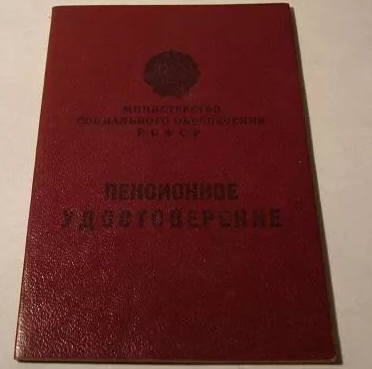 МИНИСТЕРСТВО
СОЦИАЛЬНОГО ОБЕСПЕЧЕНИЯ
РСФСР
ПЕНСИОННОЕ
УДОСТОВЕРЕНИЕ